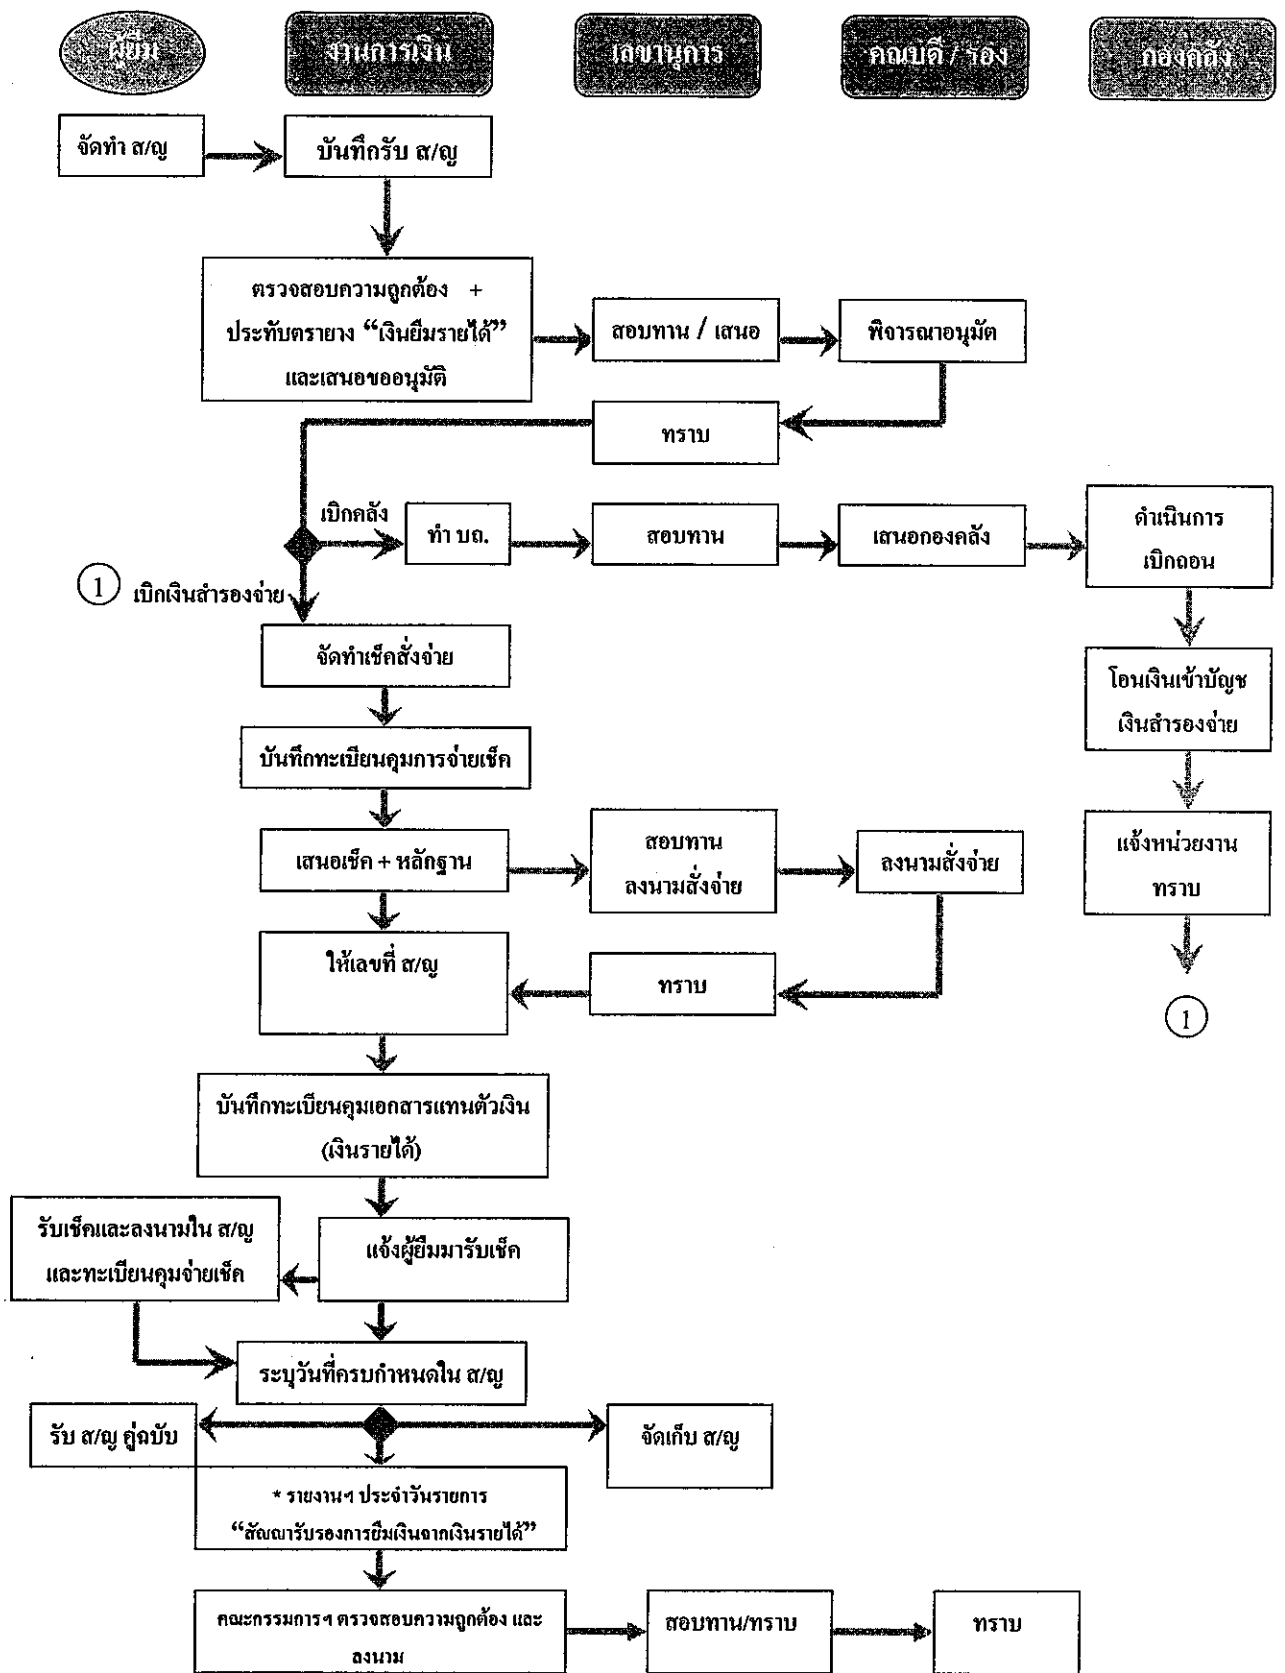 ผู้ยืม
งานการเงิน
เลขานุการ
คณบดี / รอง
กองคลัง
จัดทำ ส/ญ
บันทึกรับ ส/ญ
ตรวจสอบความถูกต้อง +
ประทับตรายาง “เงินยืมรายได้”
และเสนอขออนุมัติ
สอบทาน / เสนอ
พิจารณาอนุมัต
ทราบ
เบิกคลัง
ทำ บถ.
สอบทาน
เสนอกองคลัง
ดำเนินการ
เบิกถอน
1
เบิกเงินสำรองจ่าย
จัดทำเช็คสั่งจ่าย
โอนเงินเข้าบัญช
เงินสำรองจ่าย
บันทึกทะเบียนคุมการจ่ายเช็ค
เสนอเช็ค + หลักฐาน
สอบทาน
ลงนามสั่งจ่าย
ลงนามสั่งจ่าย
แจ้งหน่วยงาน
ทราบ
ให้เลขที่ ส/ญ
ทราบ
1
บันทึกทะเบียนคุมเอกสารแทนตัวเงิน
(เงินรายได้)
รับเช็คและลงนามใน ส/ญ
และทะเบียนคุมจ่ายเช็ค
แจ้งผู้ยืมมารับเช็ค
ระบุวันที่ครบกำหนดใน ส/ญ
รับ ส/ญ คู่ฉบับ
จัดเก็บ ส/ญ
* รายงานฯ ประจำวันรายการ
“สัญญารับรองการยืมเงินจากเงินรายได้”
คณะกรรมการฯ ตรวจสอบความถูกต้อง และ
ลงนาม
สอบทาน/ทราบ
ทราบ